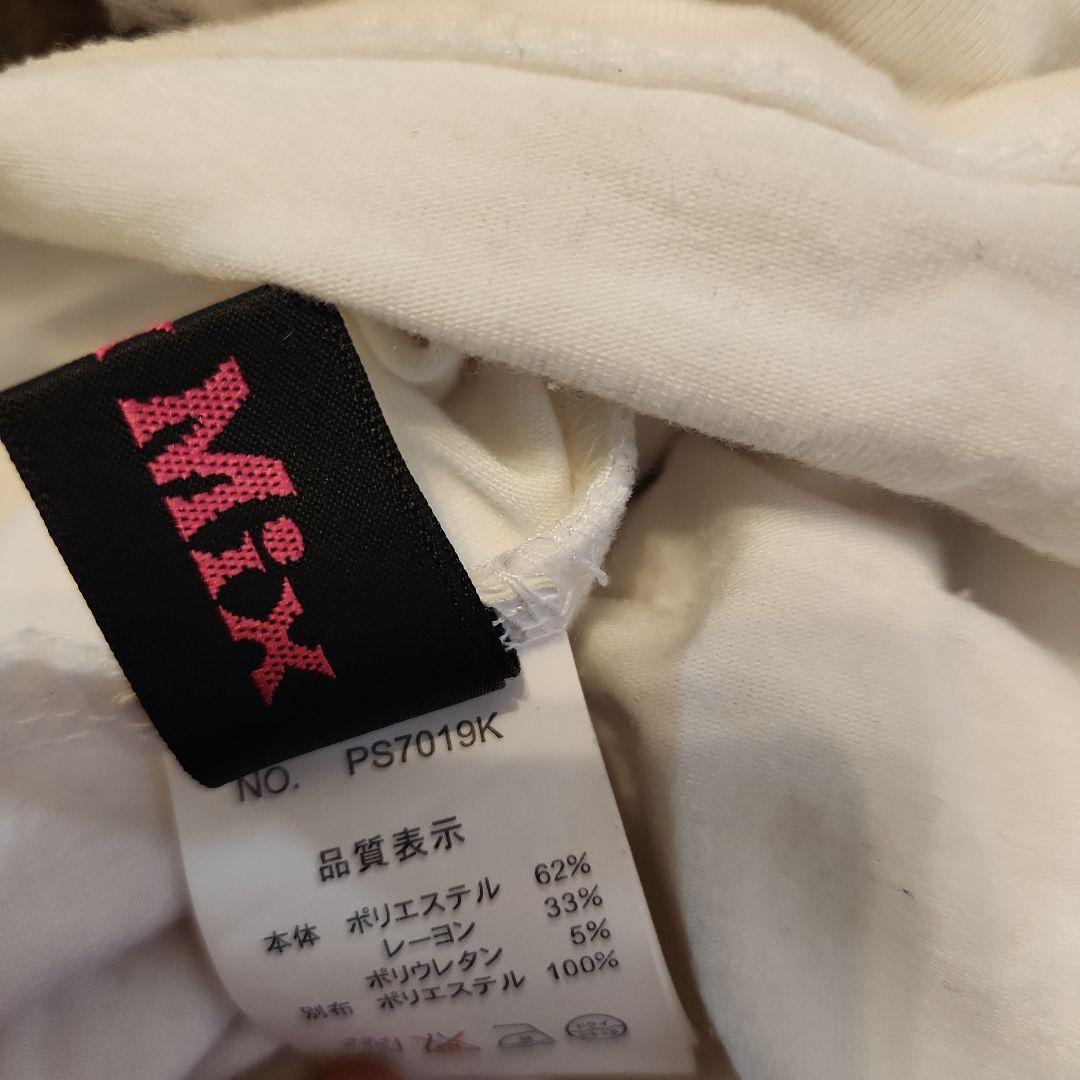 Mix
NO. PS7019K
品質表示
本体 ポリエステル 62%
レーヨン 33%
ポリウレタン 5%
別布 ポリエステル 100%